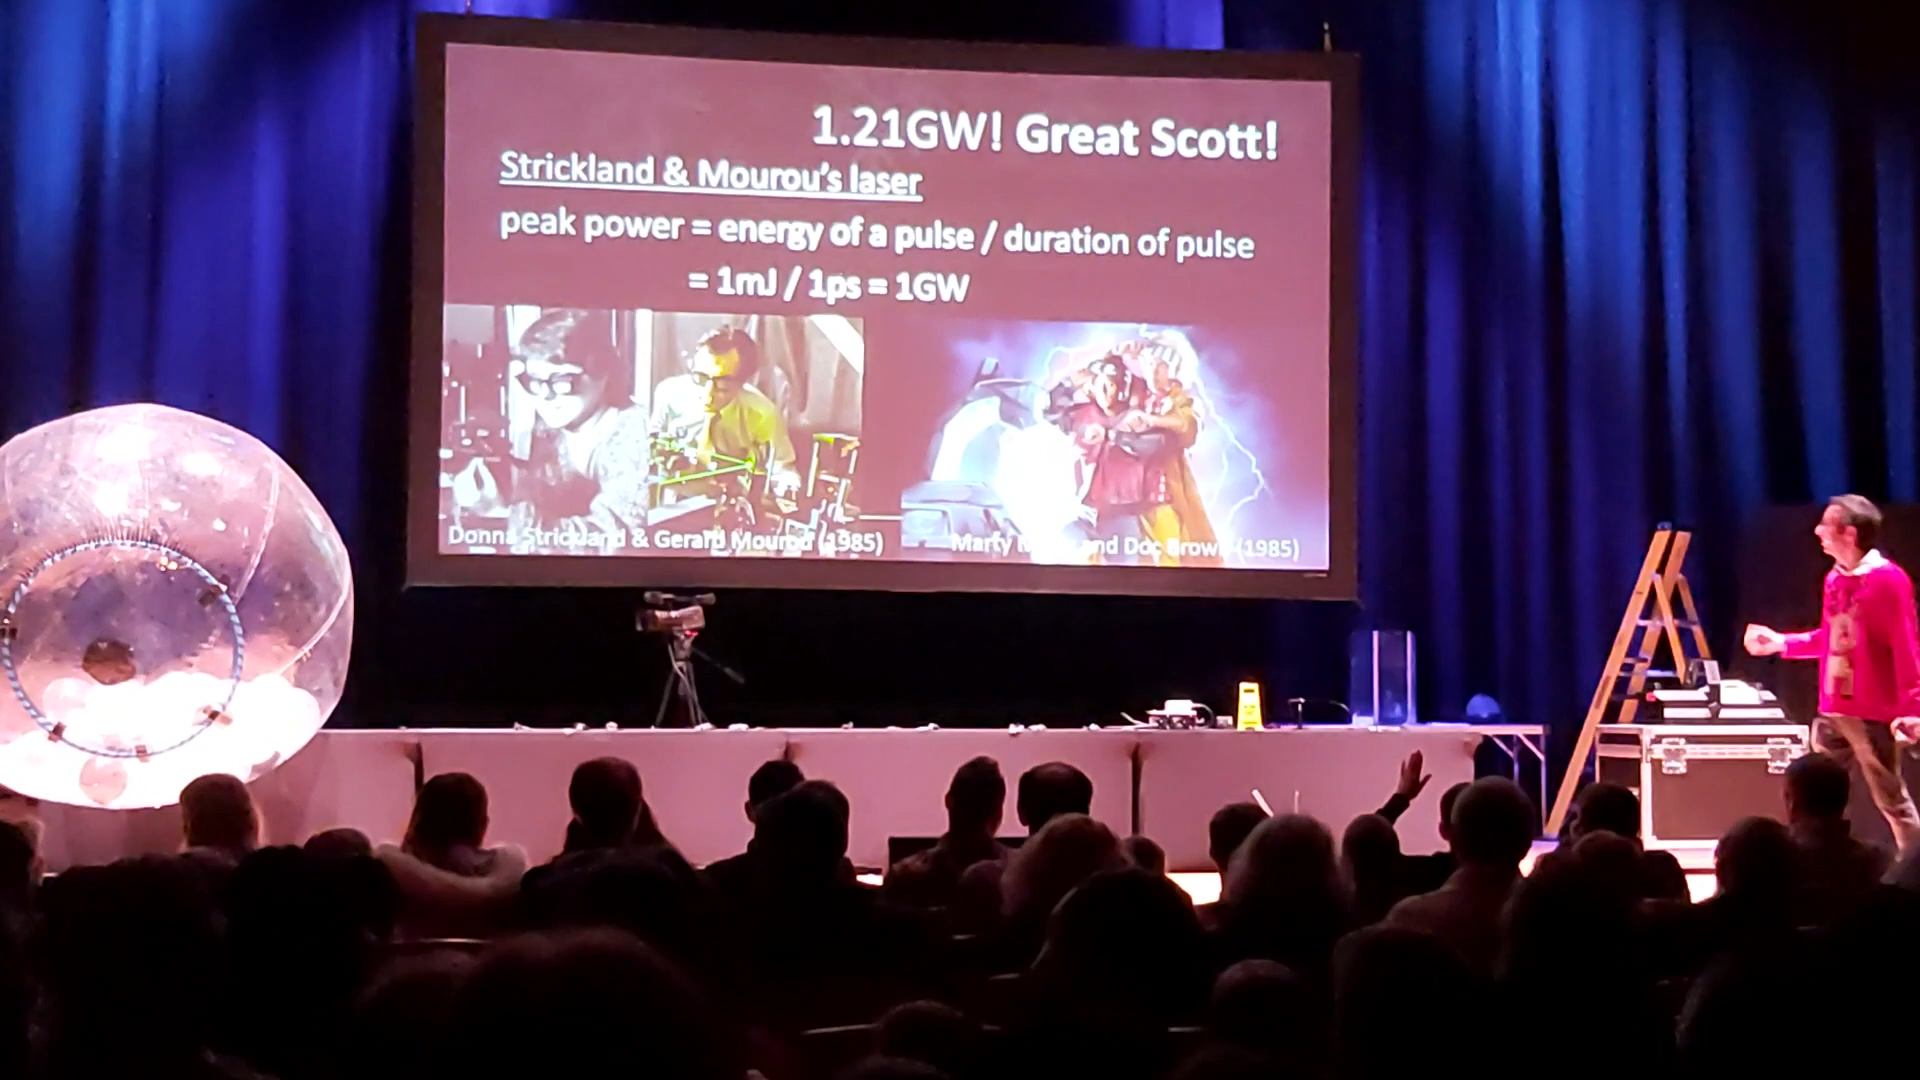 1.21GW! Great Scott!
Strickland & Mourou's laser
peak power = energy of a pulse / duration of pulse
= 1mJ / 1ps = 1GW
Donna Strickland & Gerard Mourou (1985)
Marty and Doc Brown (1985)